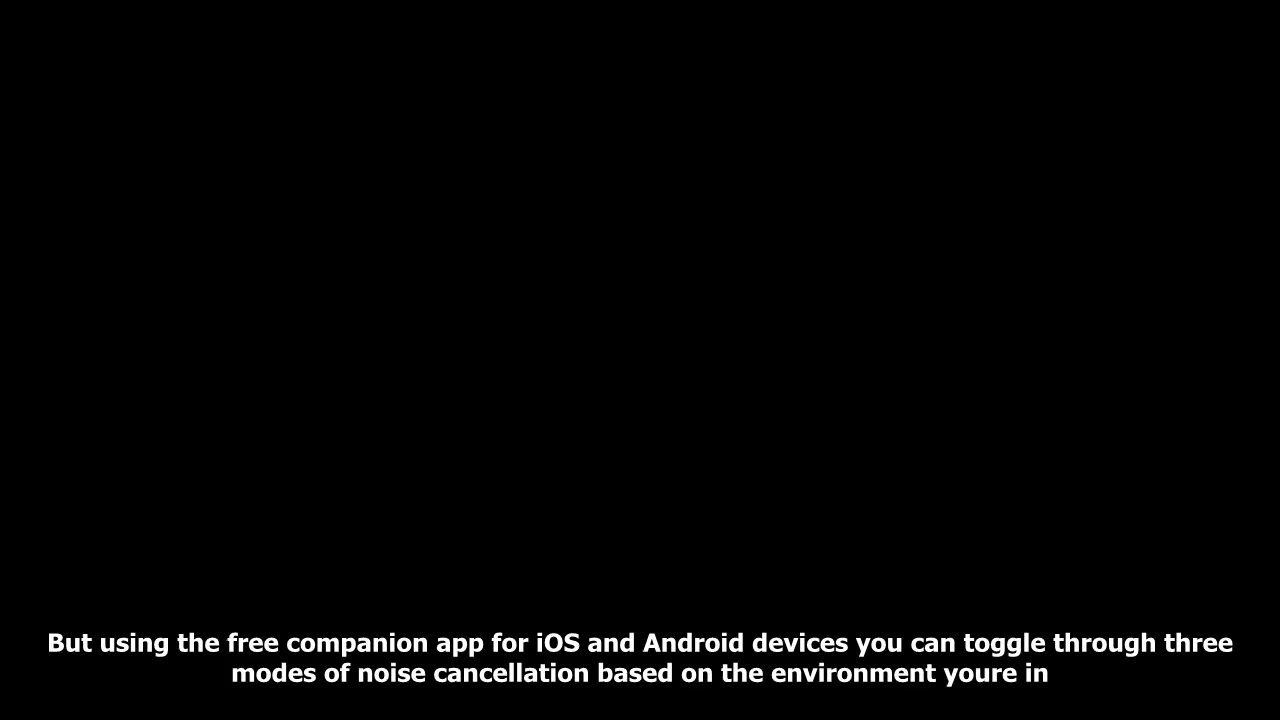 But using the free companion app for iOS and Android devices you can toggle through three
modes of noise cancellation based on the environment youre in